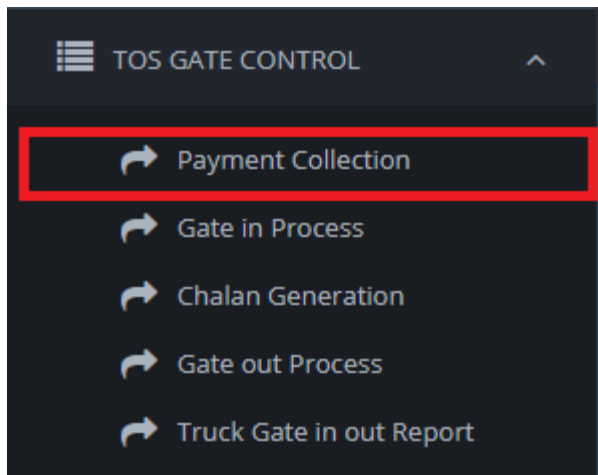 TOS GATE CONTROL
Payment Collection
Gate in Process
Chalan Generation
Gate out Process
Truck Gate in out Report